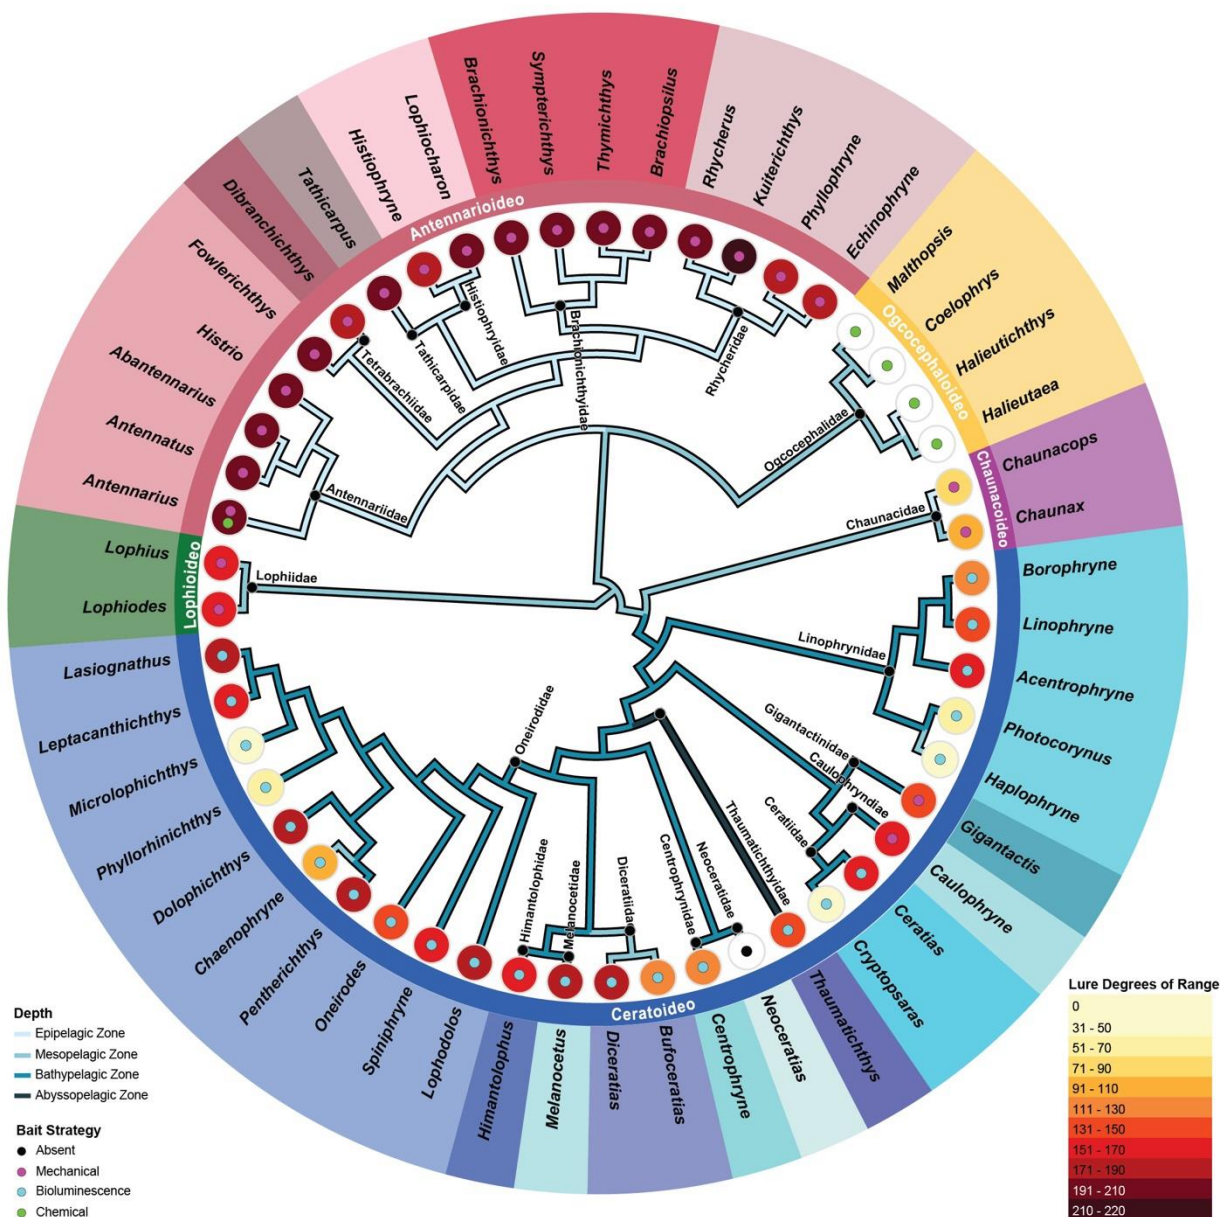 Brachionichthys
Sympterichthys
Thymichthys
Brachiopsilus
Rhycherus
Kuiterichthys
Phyllophryne
Echinophryne
Malthopsis
Coelophrys
Halieutichthys
Halieutaea
Chaunacops
Chaunax
Borophryne
Linophryne
Acentrophryne
Photocorynus
Haplophryne
Gigantactis
Caulophryne
Ceratias
Cryptopsaras
Thaumatichthys
Neoceratias
Centrophryne
Bufoceratias
Diceratias
Melanocetus
Himantolophus
Lophodolos
Spiniphryne
Oneirodes
Pentherichthys
Chaenophryne
Dolophichthys
Phyllorhinichthys
Microlophichthys
Leptacanthichthys
Lasiognathus
Lophiodes
Lophius
Antennarius
Antennatus
Abantennarius
Histrio
Fowlerichthys
Dibranchichthys
Tathicarpus
Histiophryne
Lophiocharon
Antennarioideo
Ogcocephaloideo
Chaunacoideo
Ceratoideo
Lophioideo
Histiophryidae
Brachionichthyidae
Rhycheridae
Tathicarpidae
Tetrabrachiidae
Antennariidae
Ogcocephalidae
Chaunacidae
Lophiidae
Linophrynidae
Gigantactinidae
Caulophryndiae
Ceratiidae
Thaumatichthyidae
Neoceratidae
Centrophrynidae
Diceratiidae
Melanocetidae
Himantolophidae
Oneirodidae
Depth
Epipelagic Zone
Mesopelagic Zone
Bathypelagic Zone
Abyssopelagic Zone
Bait Strategy
Absent
Mechanical
Bioluminescence
Chemical
Lure Degrees of Range
0
31 - 50
51 - 70
71 - 90
91 - 110
111 - 130
131 - 150
151 - 170
171 - 190
191 - 210
210 - 220